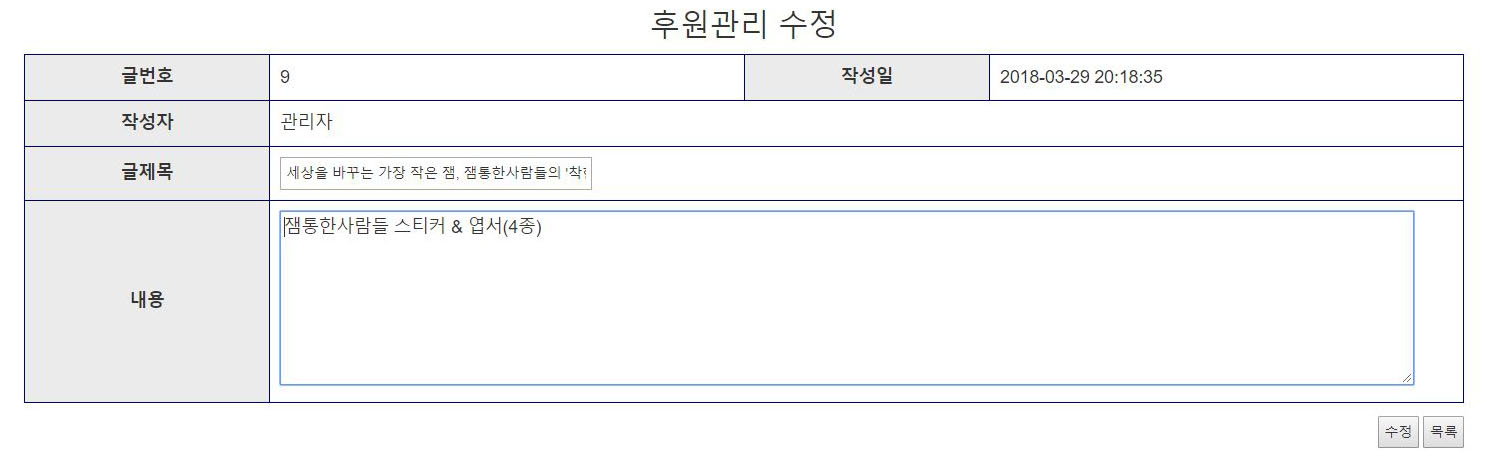 후원관리 수정
글번호 9 작성일 2018-03-29 20:18:35
작성자 관리자
글제목 세상을 바꾸는 가장 작은 잼, 잼통한사람들의 '착한
내용 잼통한사람들 스티커 & 엽서(4종)
수정 목록